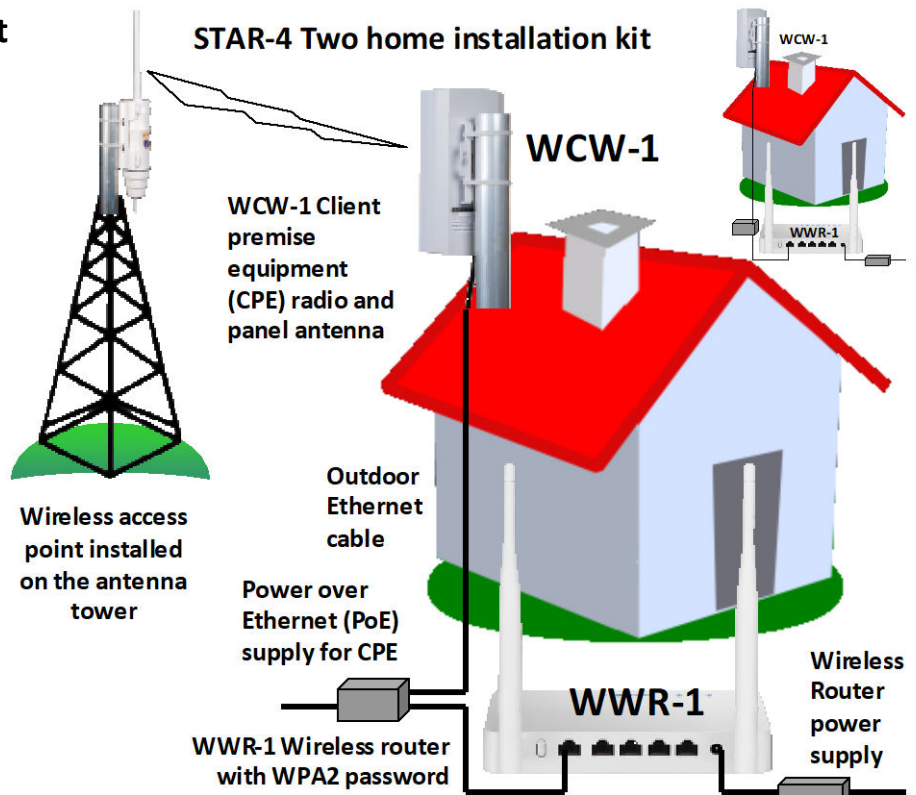 t
STAR-4 Two home installation kit
WCW-1
WCW-1
WCW-1 Client
premise
equipment
(CPE) radio and
panel antenna
WWR-1
Outdoor
Ethernet
cable
Wireless access
point installed
on the antenna
tower
Power over
Ethernet (PoE)
supply for CPE
WWR-1
Wireless
Router
power
supply
WWR-1 Wireless router
with WPA2 password